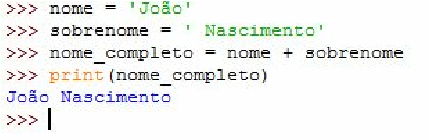 >>> nome = 'João'
>>> sobrenome = ' Nascimento'
>>> nome_completo = nome + sobrenome
>>> print(nome_completo)
João Nascimento
>>>